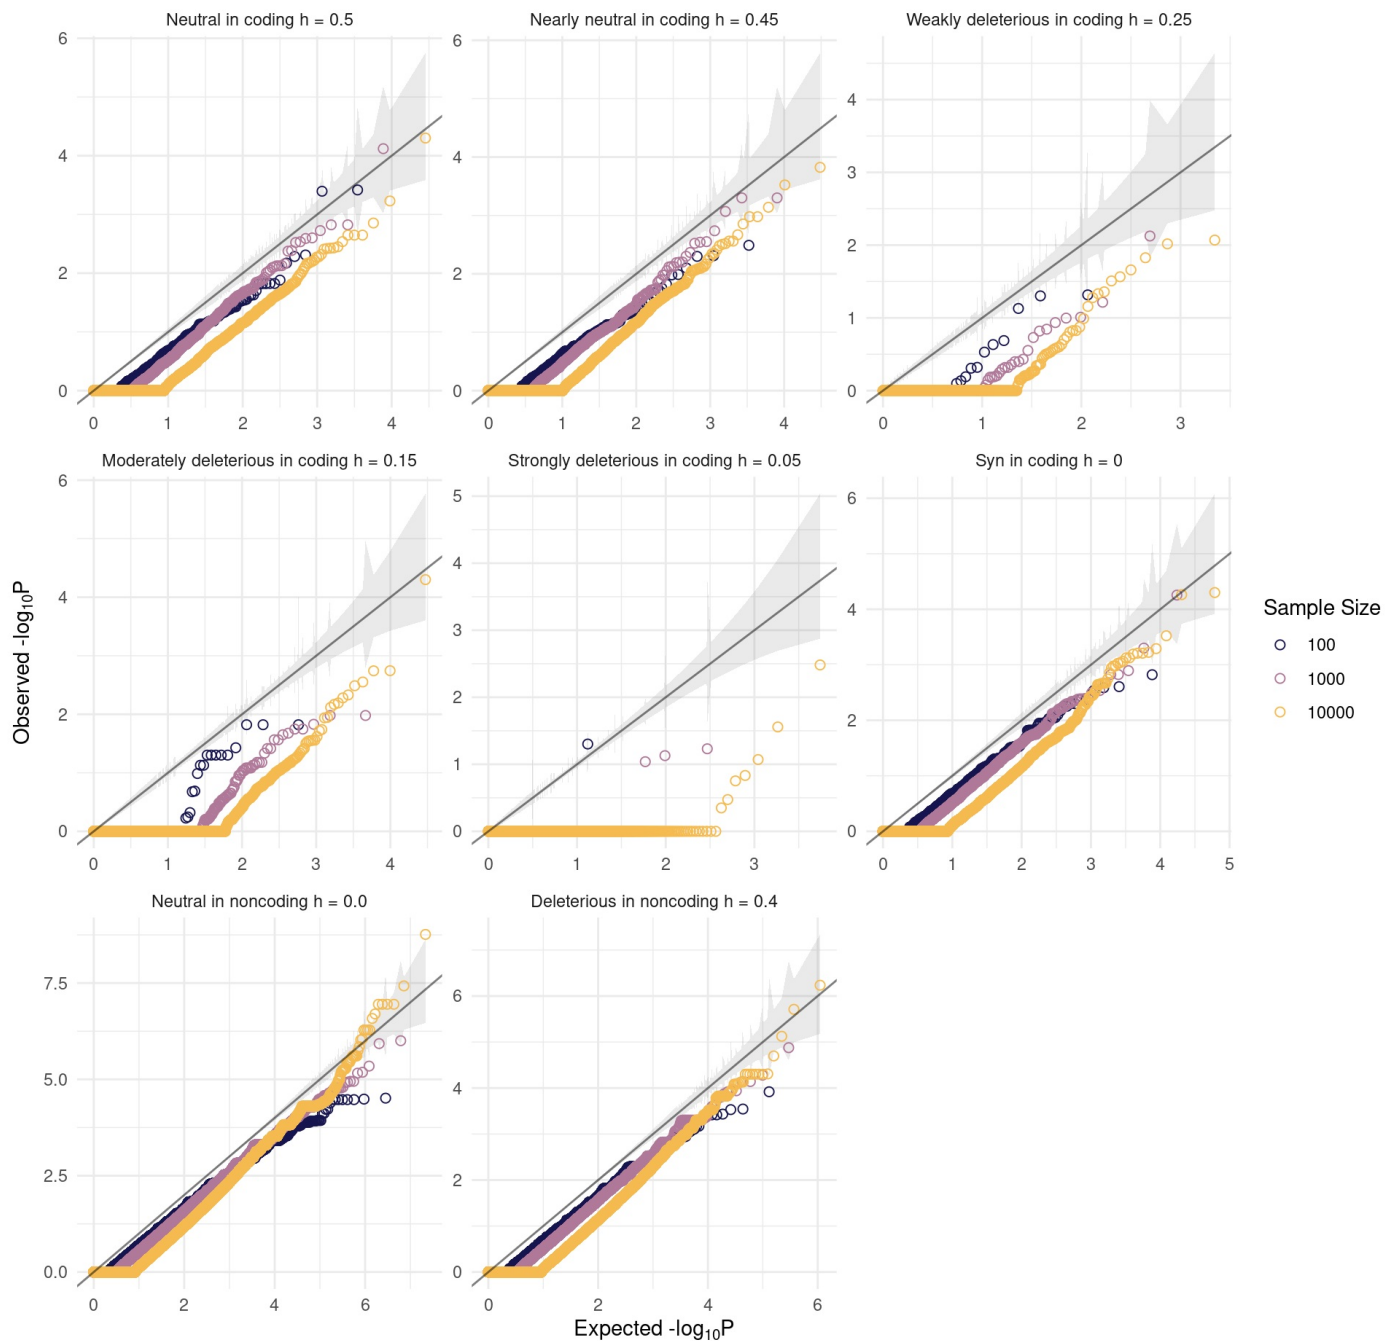 Neutral in coding h = 0.5
Nearly neutral in coding h = 0.45
Weakly deleterious in coding h = 0.25
6
4
2
0
0 1 2 3 4
6
4
2
0
0 1 2 3 4
4
3
2
1
0
0 1 2 3
Moderately deleterious in coding h = 0.15
Strongly deleterious in coding h = 0.05
Syn in coding h = 0
6
4
2
0
0 1 2 3 4
5
4
3
2
1
0
0 1 2 3
6
4
2
0
0 1 2 3 4 5
Neutral in noncoding h = 0.0
Deleterious in noncoding h = 0.4
7.5
5.0
2.5
0.0
0 2 4 6
6
4
2
0
0 2 4 6
Observed -log₁₀P
Expected -log₁₀P
Sample Size
100
1000
10000